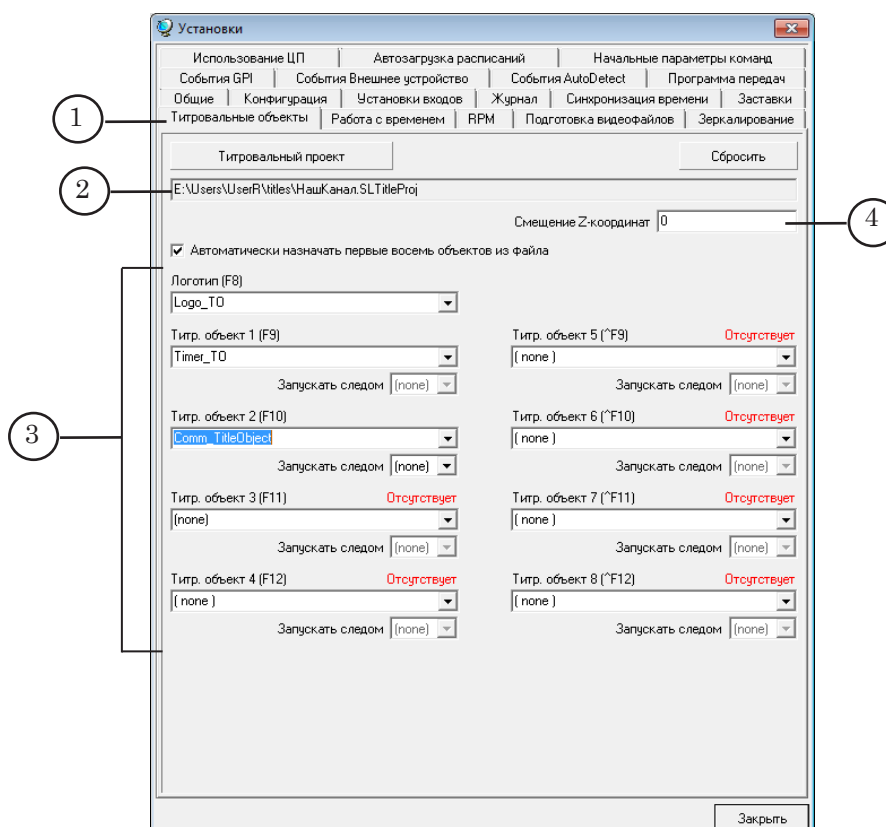 Установки
Использование ЦП Автозагрузка расписаний Начальные параметры команд
События GPI События Внешнее устройство События AutoDetect Программа передач
Общие Конфигурация Установки входов Журнал Синхронизация времени Заставки
1 Титровальные объекты Работа с временем RPM Подготовка видеофайлов Зеркалирование
Титровальный проект Сбросить
2 E:\Users\UserR\titles\НашКанал.SLTitleProj
Смещение Z-координат 0 4
Автоматически назначать первые восемь объектов из файла
Логотип (F8)
Logo_TO
Титр. объект 1 (F9) Титр. объект 5 (^F9) Отсутствует
Timer_TO ( none )
Запускать следом (none) Запускать следом (none)
Титр. объект 2 (F10) Титр. объект 6 (^F10) Отсутствует
3 Comm_TitleObject ( none )
Запускать следом (none) Запускать следом (none)
Титр. объект 3 (F11) Отсутствует Титр. объект 7 (^F11) Отсутствует
(none) ( none )
Запускать следом (none) Запускать следом (none)
Титр. объект 4 (F12) Отсутствует Титр. объект 8 (^F12) Отсутствует
( none ) ( none )
Запускать следом (none) Запускать следом (none)
Закрыть